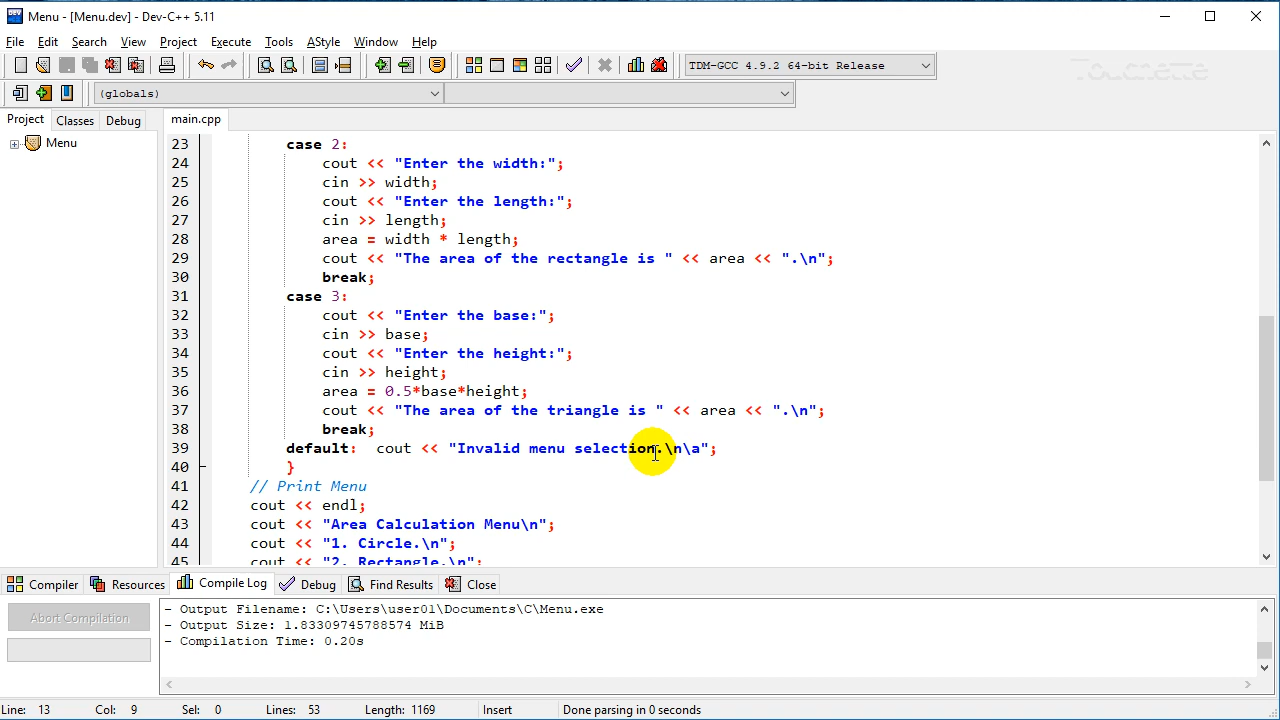 Menu - [Menu.dev] - Dev-C++ 5.11
File Edit Search View Project Execute Tools AStyle Window Help
TDM-GCC 4.9.2 64-bit Release
(globals)
Project Classes Debug main.cpp
Menu
23 case 2:
24 cout << "Enter the width:";
25 cin >> width;
26 cout << "Enter the length:";
27 cin >> length;
28 area = width * length;
29 cout << "The area of the rectangle is " << area << ".\n";
30 break;
31 case 3:
32 cout << "Enter the base:";
33 cin >> base;
34 cout << "Enter the height:";
35 cin >> height;
36 area = 0.5*base*height;
37 cout << "The area of the triangle is " << area << ".\n";
38 break;
39 default: cout << "Invalid menu selection.\n\a";
40 }
41 // Print Menu
42 cout << endl;
43 cout << "Area Calculation Menu\n";
44 cout << "1. Circle.\n";
45 cout << "2. Rectangle.\n";
Compiler Resources Compile Log Debug Find Results Close
Abort Compilation
- Output Filename: C:\Users\user01\Documents\C\Menu.exe
- Output Size: 1.83309745788574 MiB
- Compilation Time: 0.20s
Line: 13 Col: 9 Sel: 0 Lines: 53 Length: 1169 Insert Done parsing in 0 seconds